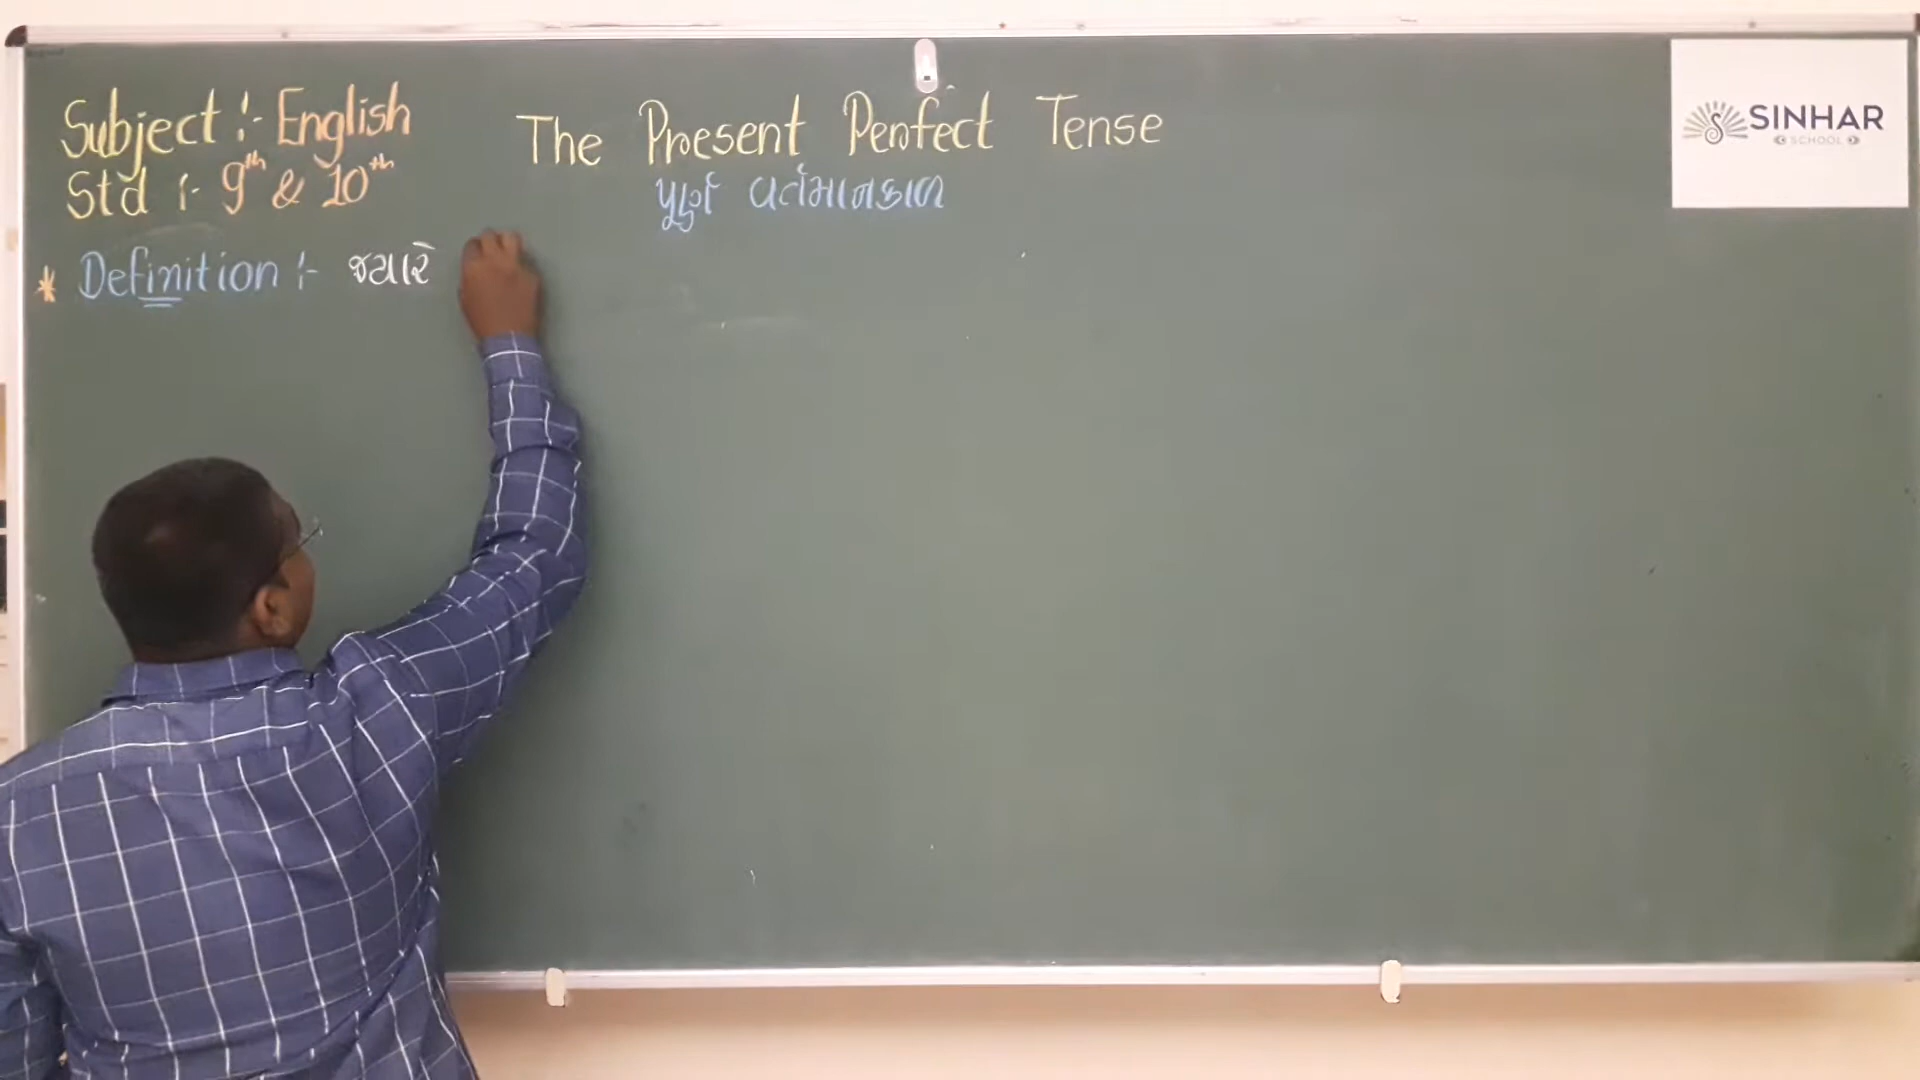 Subject :- English
Std :- 9th & 10th
The Present Perfect Tense
પૂર્ણ વર્તમાનકાળ
* Definition :- જ્યારે
SINHAR
SCHOOL